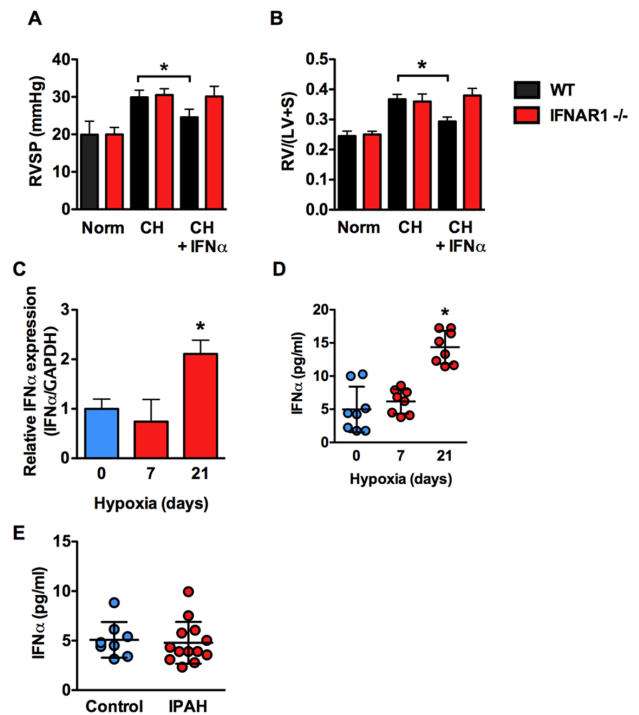 A
*
RVSP (mmHg)
40
30
20
10
0
Norm
CH
CH
+ IFNα
B
*
RV/(LV+S)
0.5
0.4
0.3
0.2
0.1
0.0
Norm
CH
CH
+ IFNα
WT
IFNAR1 -/-
C
*
Relative IFNα expression
(IFNα/GAPDH)
3
2
1
0
0 7 21
Hypoxia (days)
D
*
IFNα (pg/ml)
20
15
10
5
0
0 7 21
Hypoxia (days)
E
IFNα (pg/ml)
15
10
5
0
Control IPAH